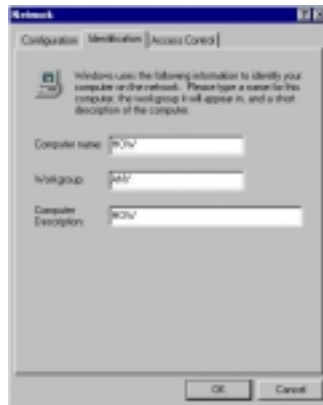 Network
Configuration Identification Access Control
Windows uses the following information to identify your
computer on the network. Please type a name for this
computer, the workgroup it will appear in, and a short
description of the computer.
Computer name:
Workgroup:
Computer
Description:
OK Cancel